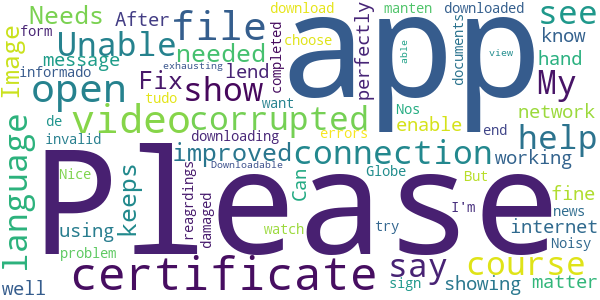 Needs
After
file
download
choose
app
manten
downloaded
see
Image
form
Unable
needed
completed
perfectly
documents
able
view
know
message
informado
exhausting
Fix
lend
My
hand
open
show
want
tudo
Nos
enable
network
language
de
invalid
video
corrupted
errors
end
help
downloading
improved
connection
working
Please
keeps
Nice
Downloadable
Can
Globe
But
fine
using
reagrdings
damaged
watch
try
I'm
internet
news
Noisy
problem
certificate
say
course
well
sign
showing
matter